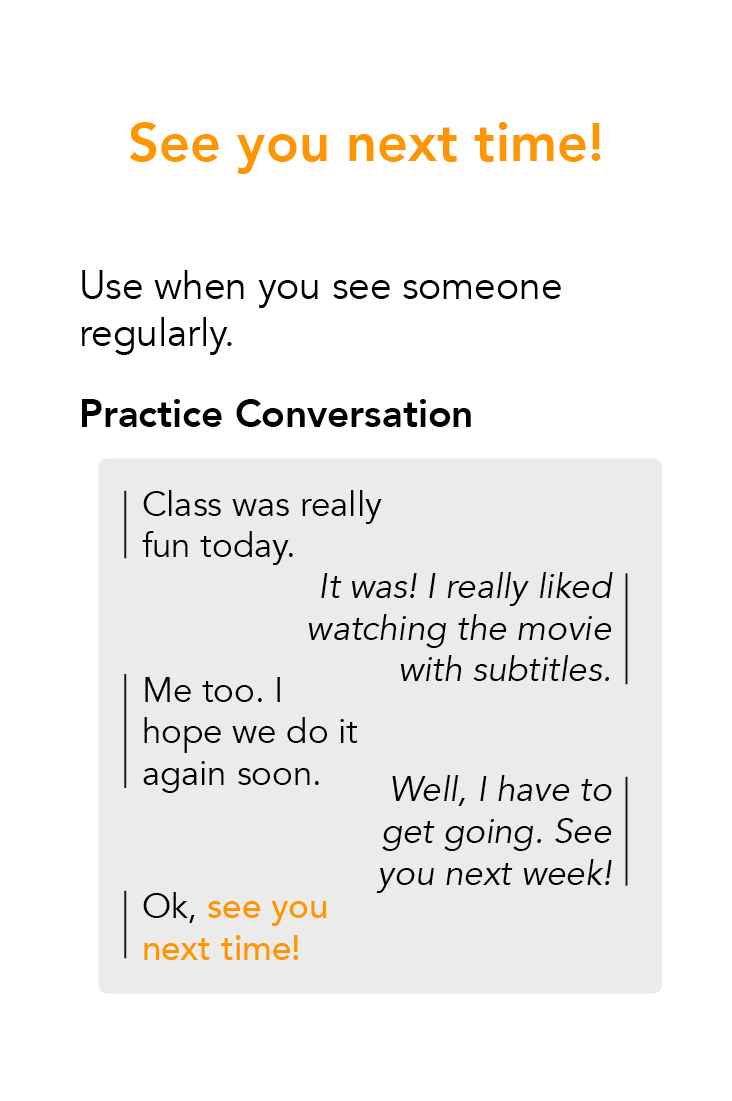 See you next time!
Use when you see someone
regularly.
Practice Conversation
Class was really
fun today.
It was! I really liked
watching the movie
with subtitles.
Me too. I
hope we do it
again soon.
Well, I have to
get going. See
you next week!
Ok, see you
next time!